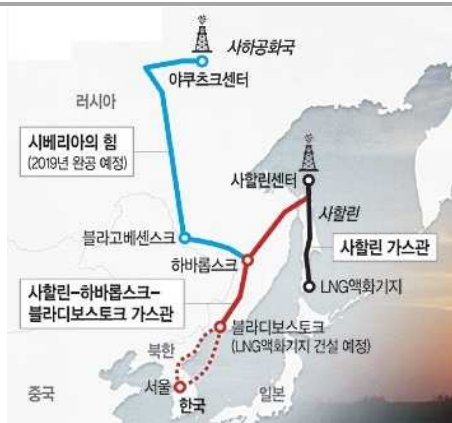 사하공화국
야쿠츠크센터
러시아
시베리아의 힘
(2019년 완공 예정)
사할린센터
사할린
블라고베셴스크
하바롭스크
사할린 가스관
LNG액화기지
사할린-하바롭스크-
블라디보스토크 가스관
블라디보스토크
(LNG액화기지 건설 예정)
북한
서울
한국
중국
일본